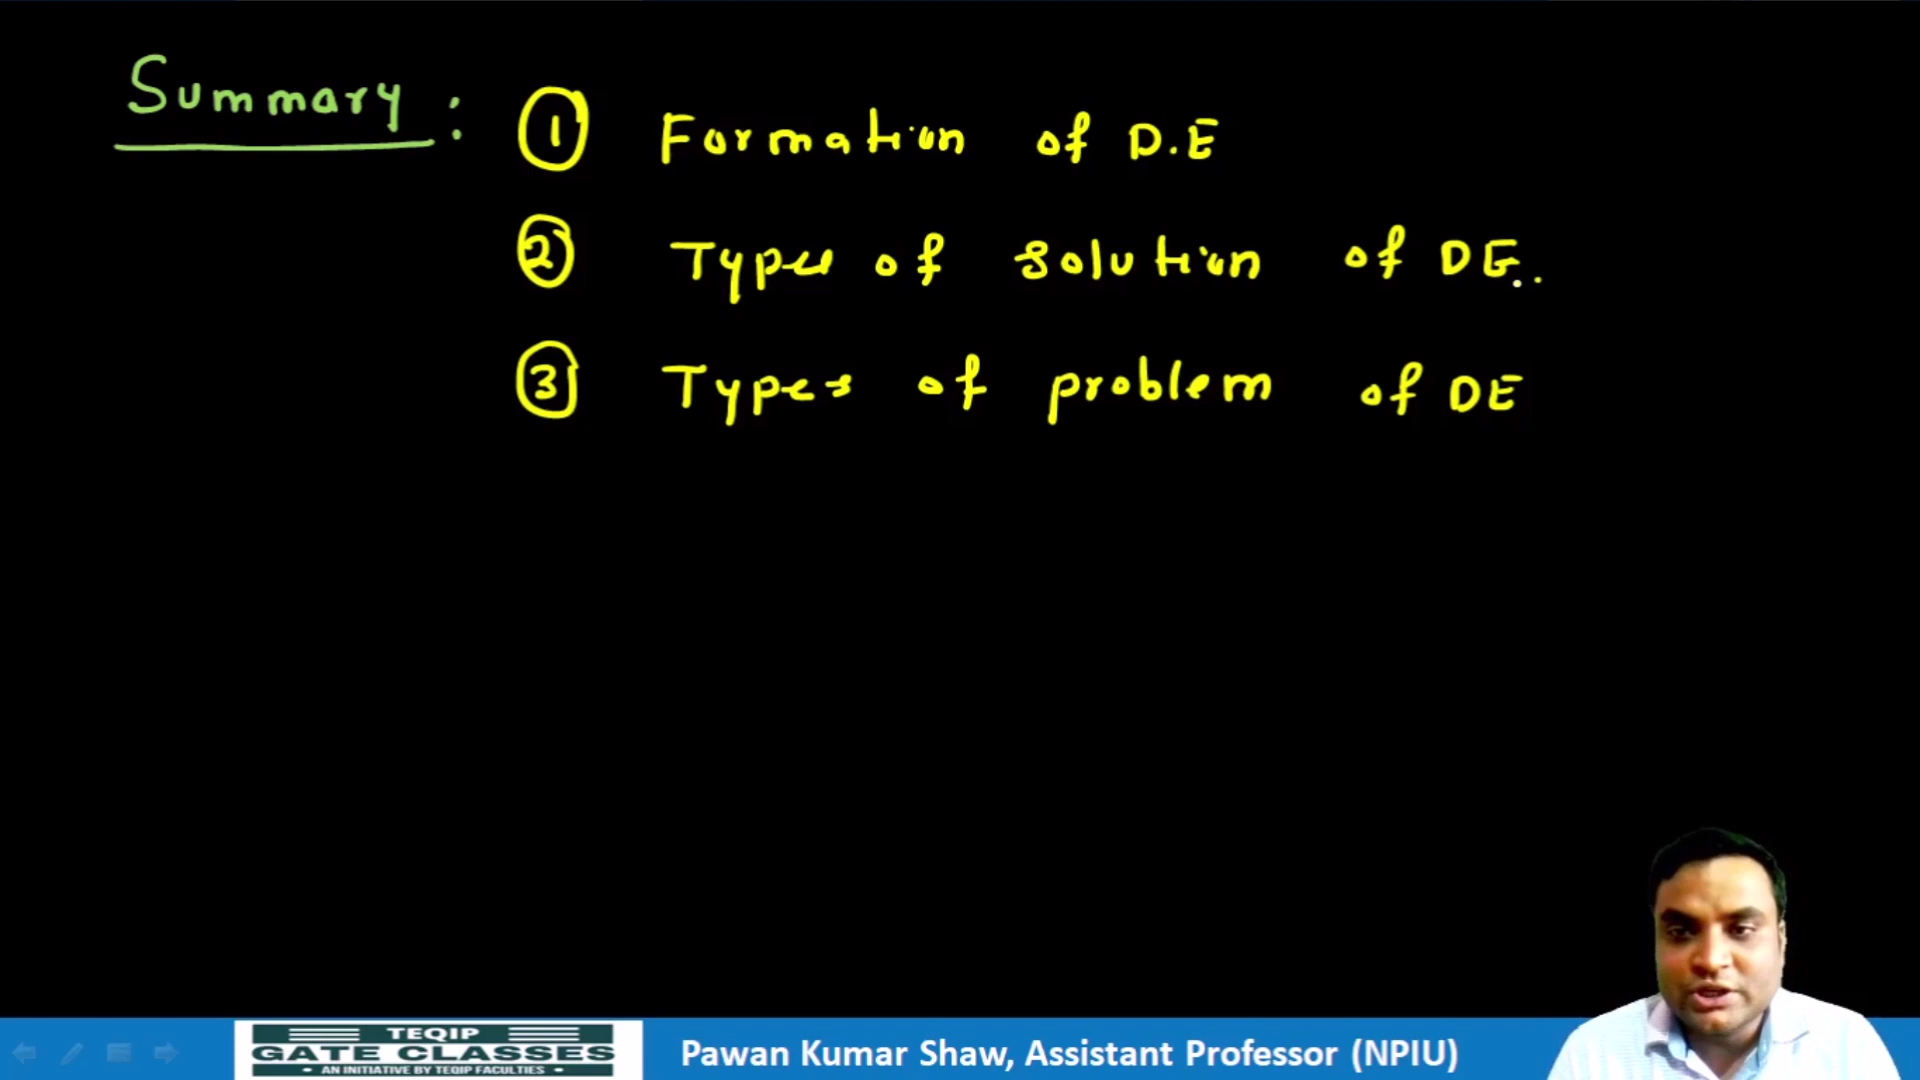 Summary : ① Formation of D.E
② Types of solution of DE.
③ Types of problem of DE
TEQIP
GATE CLASSES
• AN INITIATIVE BY TEQIP FACULTIES •
Pawan Kumar Shaw, Assistant Professor (NPIU)